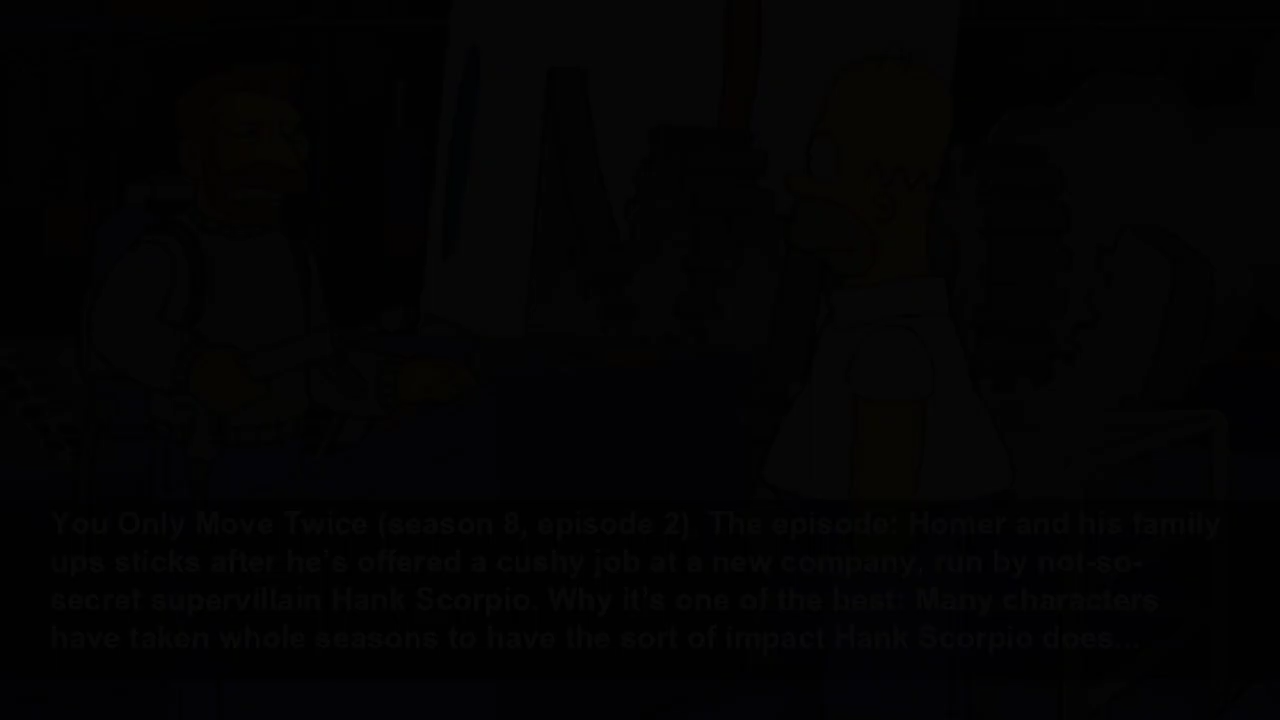 You Only Move Twice (season 8, episode 2). The episode: Homer and his family
ups sticks after he's offered a cushy job at a new company, run by not-so-
secret supervillain Hank Scorpio. Why it's one of the best: Many characters
have taken whole seasons to have the sort of impact Hank Scorpio does...